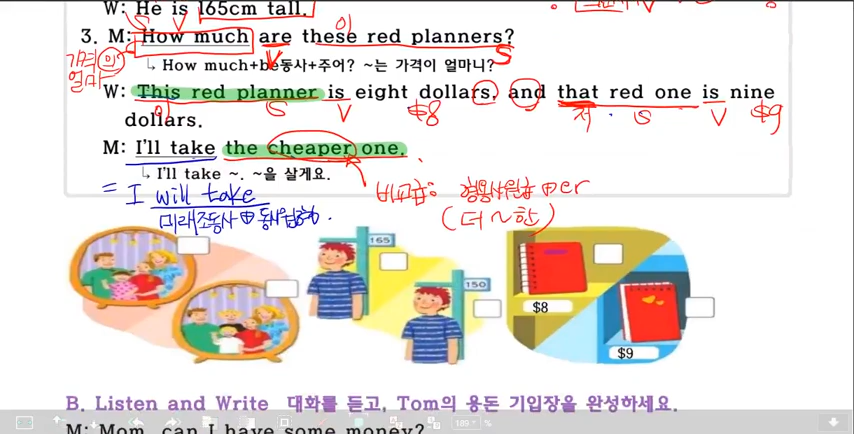 W: He is 165cm tall.
S V
3. M: How much are these red planners?
이
가격이
얼마
V S
↳ How much+be동사+주어? ~는 가격이 얼마니?
W: This red planner is eight dollars, and that red one is nine
이 S V $8 저 S V $9
dollars.
M: I'll take the cheaper one.
↳ I'll take ~. ~을 살게요.
= I will take
미래조동사 ⊕ 동사원형
비교급: 형용사원급 ⊕ er
(더 ~한)
165
150
$8
$9
B. Listen and Write 대화를 듣고, Tom의 용돈 기입장을 완성하세요.
M: Mom, can I have some money?
189 %